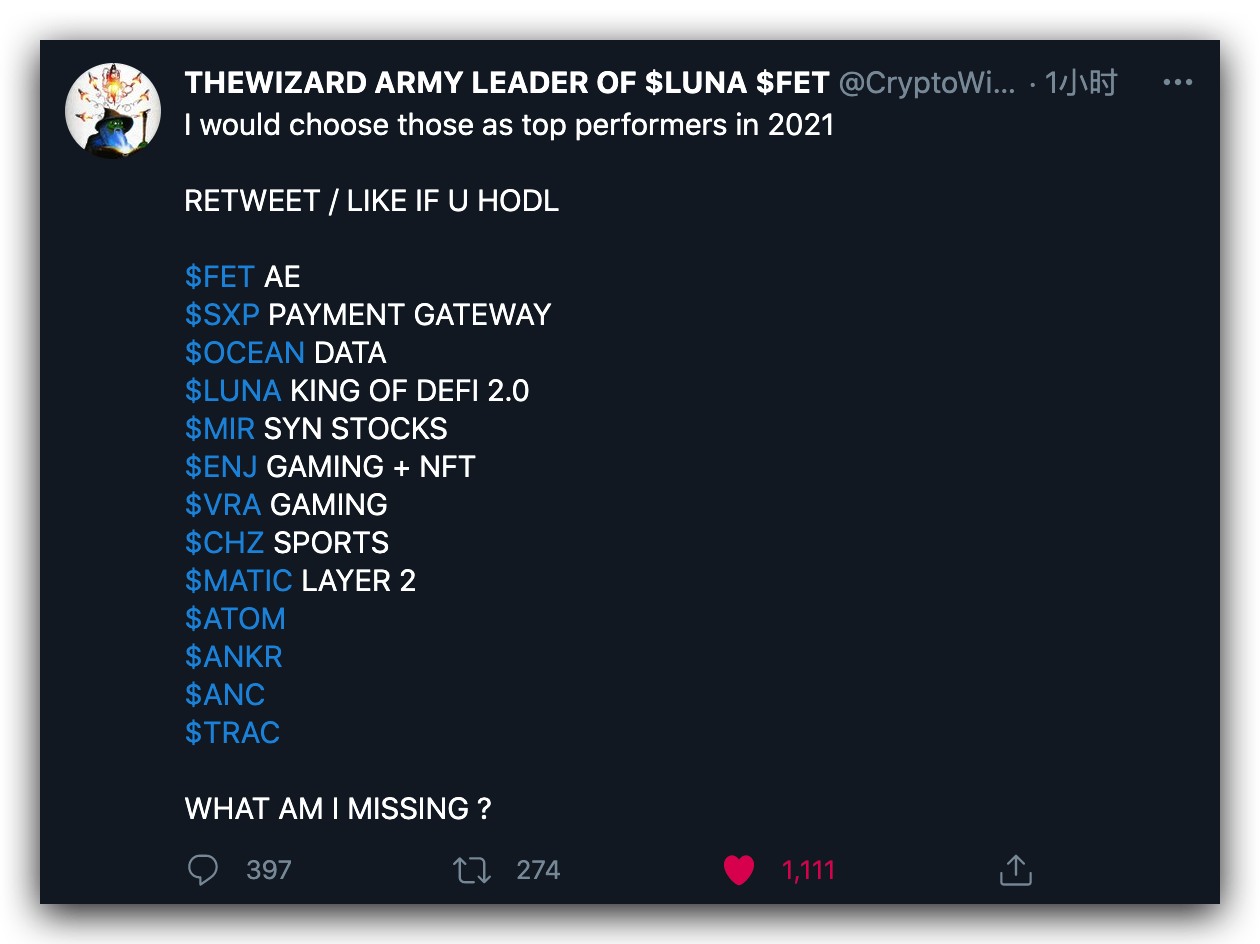 THEWIZARD ARMY LEADER OF $LUNA $FET @CryptoWi... · 1小时
I would choose those as top performers in 2021
RETWEET / LIKE IF U HODL
$FET AE
$SXP PAYMENT GATEWAY
$OCEAN DATA
$LUNA KING OF DEFI 2.0
$MIR SYN STOCKS
$ENJ GAMING + NFT
$VRA GAMING
$CHZ SPORTS
$MATIC LAYER 2
$ATOM
$ANKR
$ANC
$TRAC
WHAT AM I MISSING ?
397 274 1,111